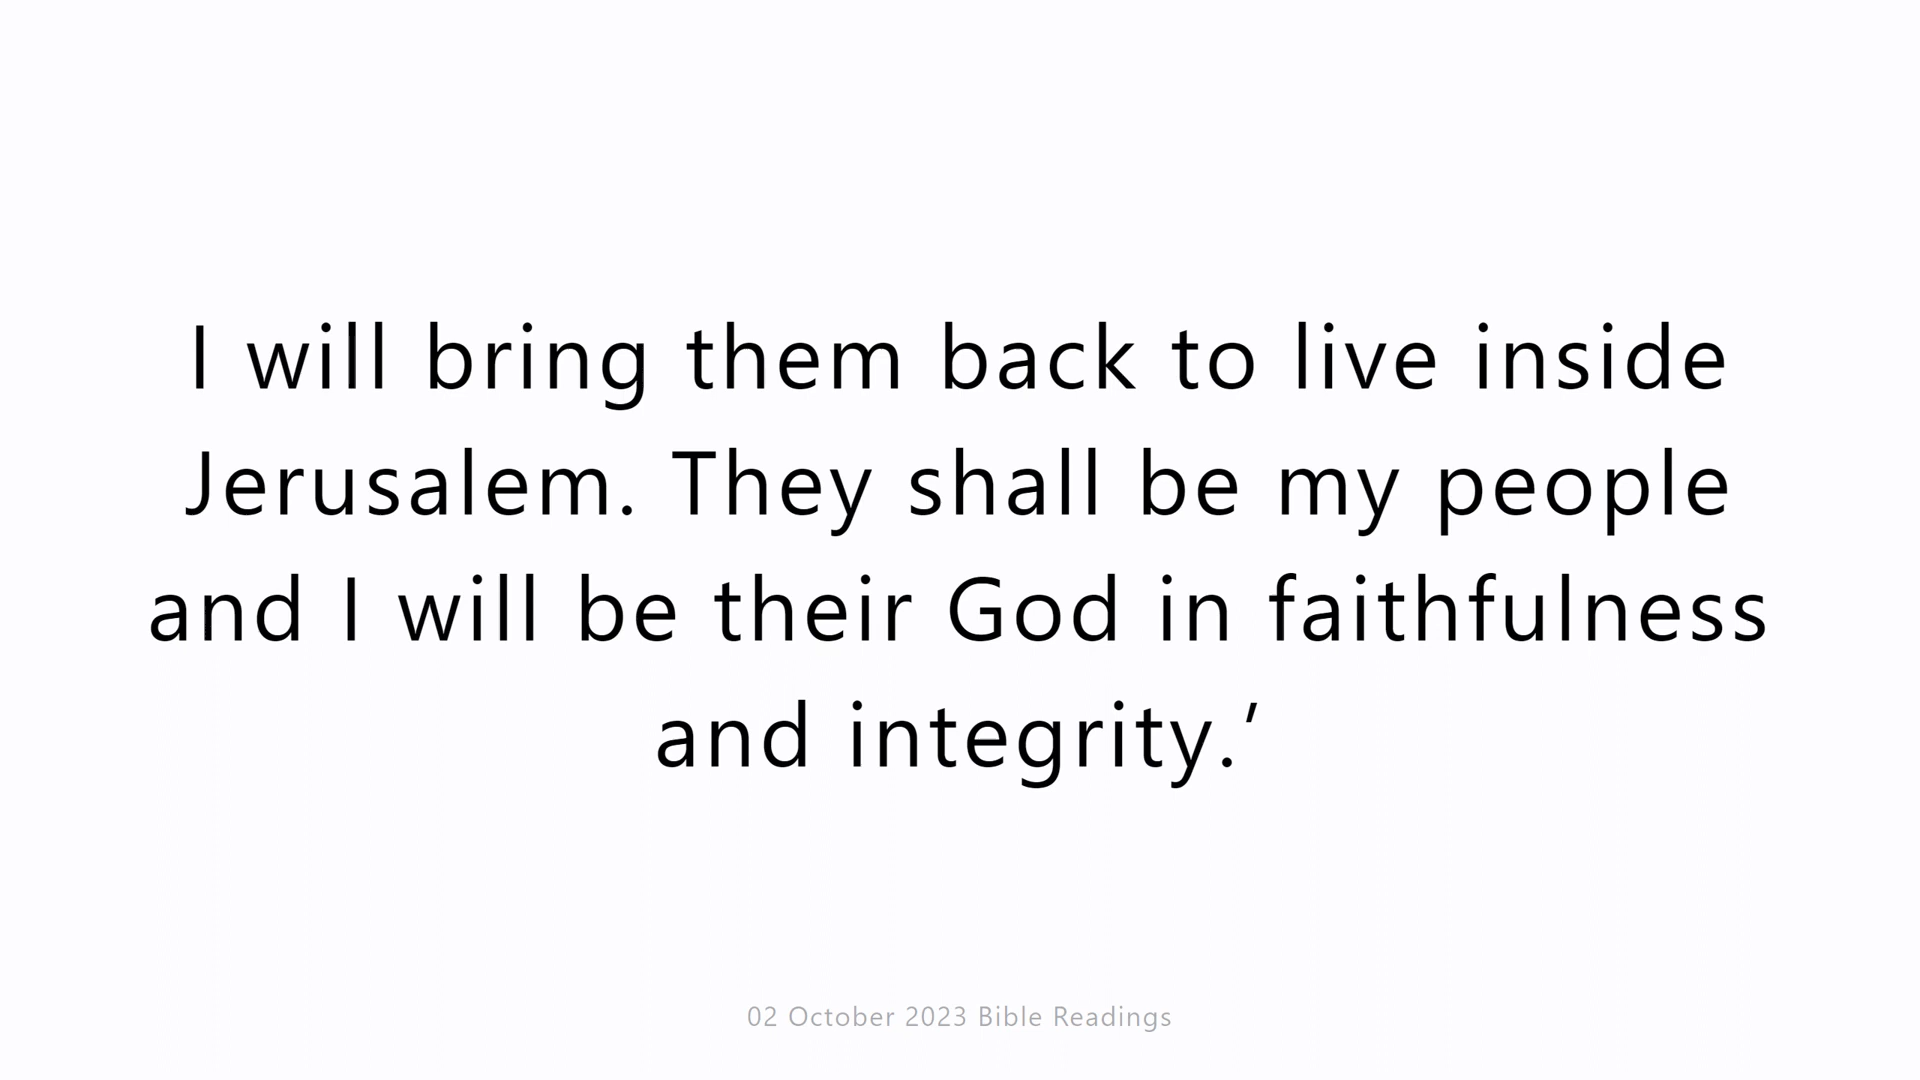 I will bring them back to live inside
Jerusalem. They shall be my people
and I will be their God in faithfulness
and integrity.’
02 October 2023 Bible Readings